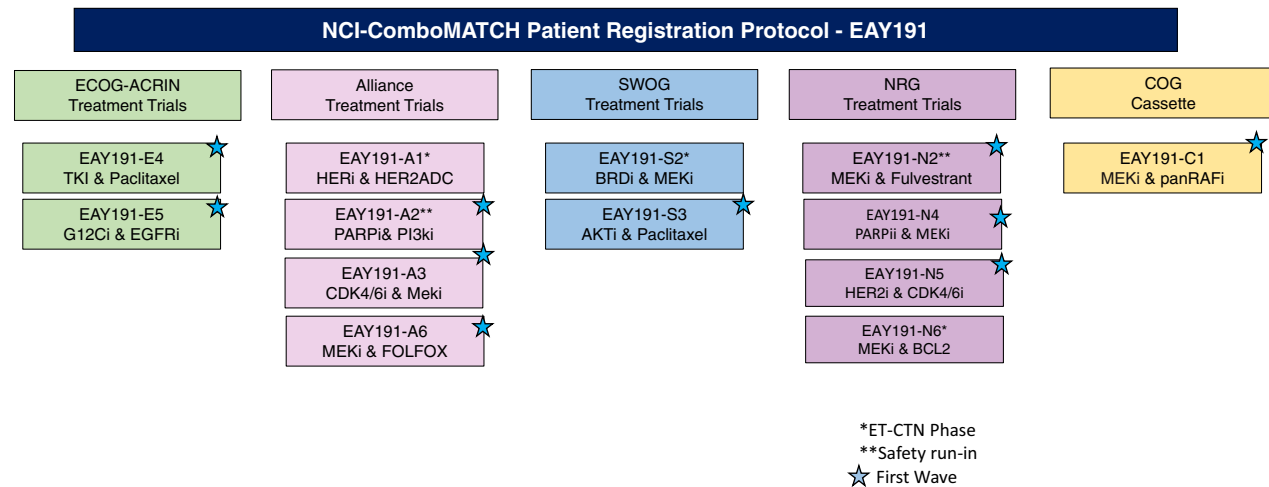 NCI-ComboMATCH Patient Registration Protocol - EAY191
ECOG-ACRIN
Treatment Trials
EAY191-E4
TKI & Paclitaxel
EAY191-E5
G12Ci & EGFRi
Alliance
Treatment Trials
EAY191-A1*
HERi & HER2ADC
EAY191-A2**
PARPi& PI3ki
EAY191-A3
CDK4/6i & Meki
EAY191-A6
MEKi & FOLFOX
SWOG
Treatment Trials
EAY191-S2*
BRDi & MEKi
EAY191-S3
AKTi & Paclitaxel
NRG
Treatment Trials
EAY191-N2**
MEKi & Fulvestrant
EAY191-N4
PARPii & MEKi
EAY191-N5
HER2i & CDK4/6i
EAY191-N6*
MEKi & BCL2
COG
Cassette
EAY191-C1
MEKi & panRAFi
*ET-CTN Phase
**Safety run-in
First Wave